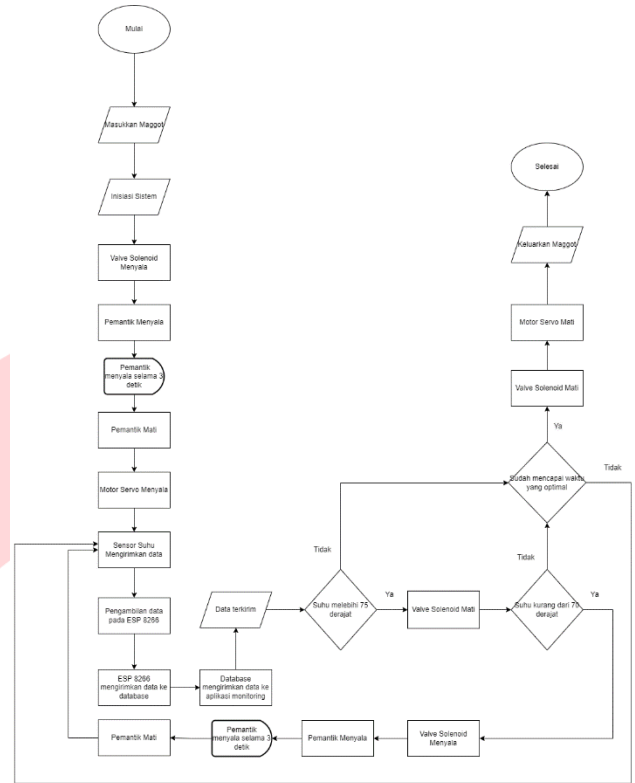 Mulai
Masukkan Maggot
Inisiasi Sistem
Valve Solenoid
Menyala
Pemantik Menyala
Pemantik
menyala selama 3
detik
Pemantik Mati
Motor Servo Menyala
Sensor Suhu
Mengirimkan data
Pengambilan data
pada ESP 8266
ESP 8266
mengirimkan data ke
database
Database
mengirimkan data ke
aplikasi monitoring
Data terkirim
Suhu melebihi 75
derajat
Tidak
Ya
Valve Solenoid Mati
Suhu kurang dari 70
derajat
Tidak
Ya
Valve Solenoid
Menyala
Pemantik Menyala
Pemantik
menyala selama 3
detik
Pemantik Mati
Sudah mencapai waktu
yang optimal
Tidak
Ya
Valve Solenoid Mati
Motor Servo Mati
Keluarkan Maggot
Selesai